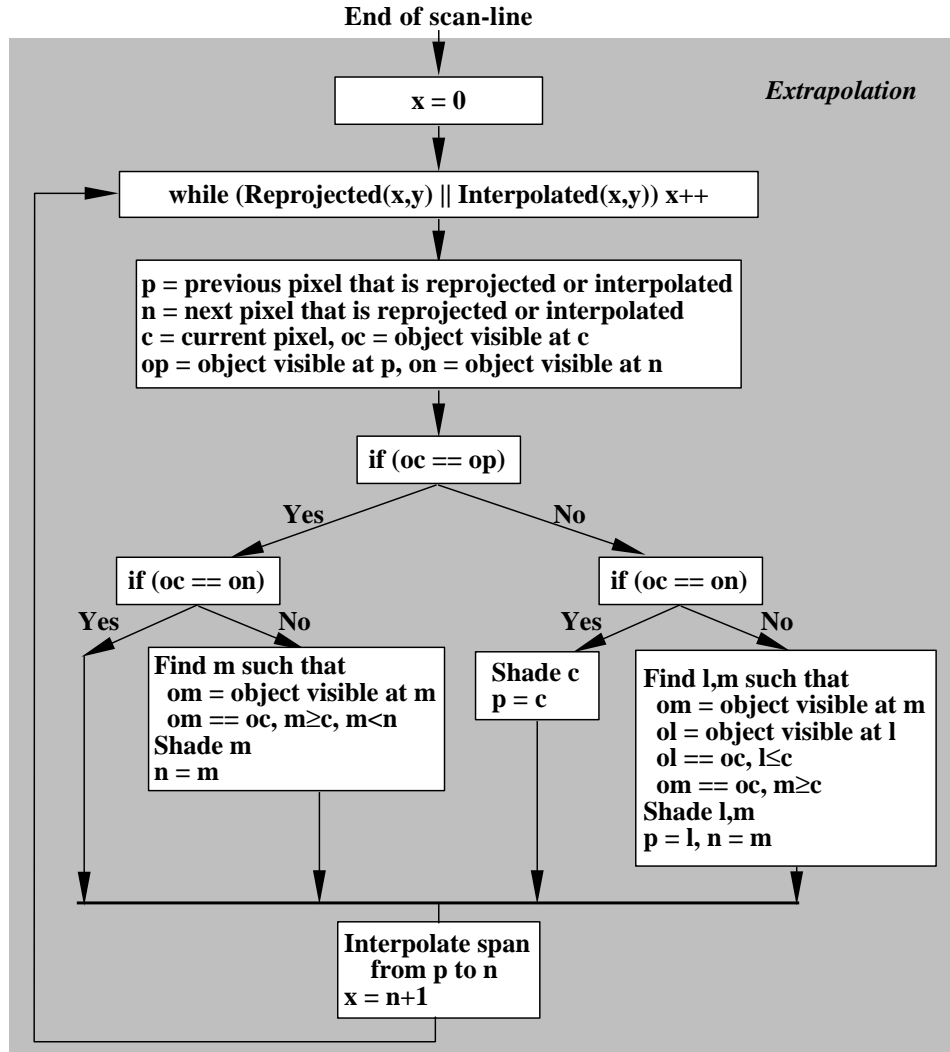 End of scan-line
Extrapolation
x = 0
while (Reprojected(x,y) || Interpolated(x,y)) x++
p = previous pixel that is reprojected or interpolated
n = next pixel that is reprojected or interpolated
c = current pixel, oc = object visible at c
op = object visible at p, on = object visible at n
if (oc == op)
Yes
No
if (oc == on)
Yes
No
Find m such that
om = object visible at m
om == oc, m≥c, m<n
Shade m
n = m
if (oc == on)
Yes
No
Shade c
p = c
Find l,m such that
om = object visible at m
ol = object visible at l
ol == oc, l≤c
om == oc, m≥c
Shade l,m
p = l, n = m
Interpolate span
from p to n
x = n+1